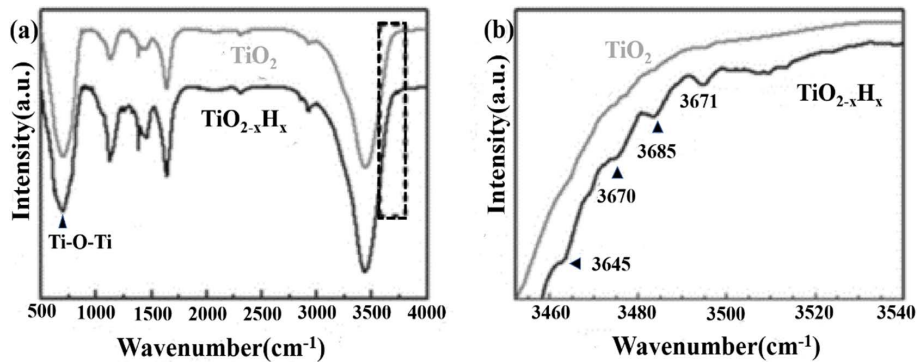 (a)
TiO2
TiO2-xHx
Ti-O-Ti
Intensity(a.u.)
500 1000 1500 2000 2500 3000 3500 4000
Wavenumber(cm-1)
(b)
TiO2
TiO2-xHx
3671
3685
3670
3645
Intensity(a.u.)
3460 3480 3500 3520 3540
Wavenumber(cm-1)